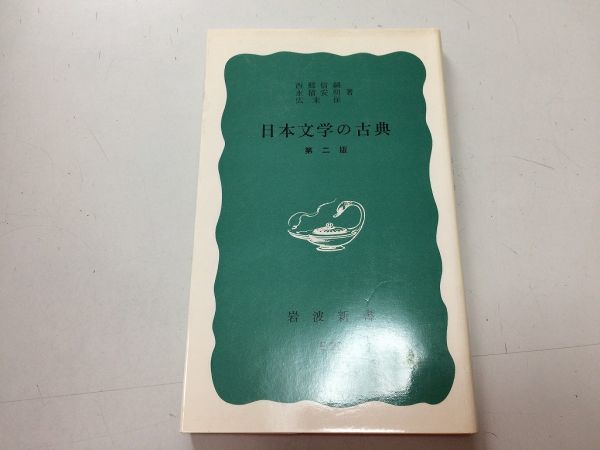 西郷信綱
永積安明 著
広末保
日本文学の古典
第二版
岩波新書